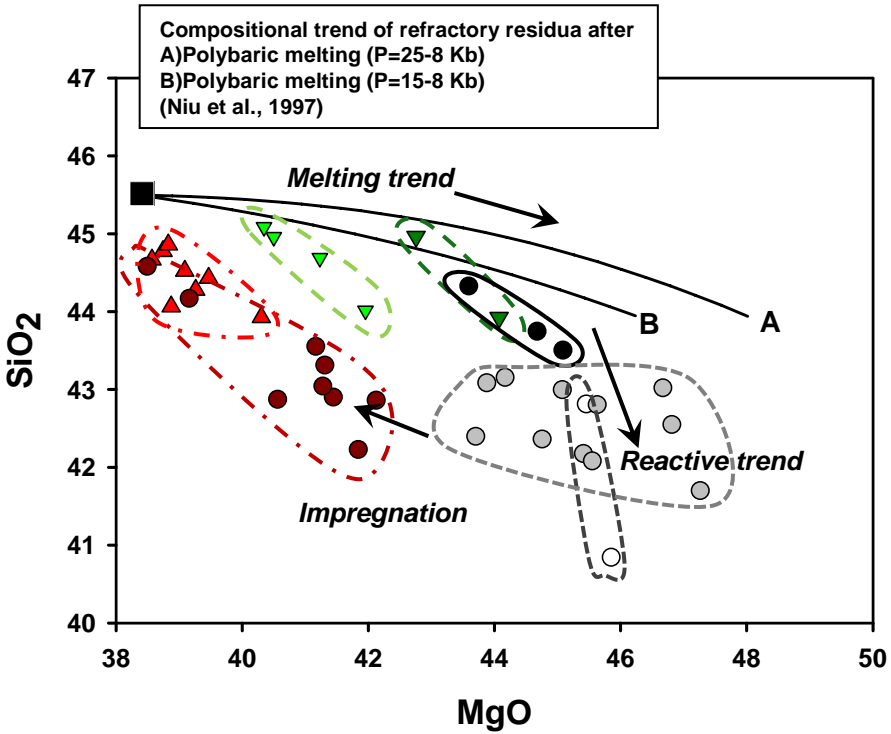 Compositional trend of refractory residua after
A)Polybaric melting (P=25-8 Kb)
B)Polybaric melting (P=15-8 Kb)
(Niu et al., 1997)
47
46
45
44
43
42
41
40
SiO2
Melting trend
B
A
Reactive trend
Impregnation
38
40
42
44
46
48
50
MgO